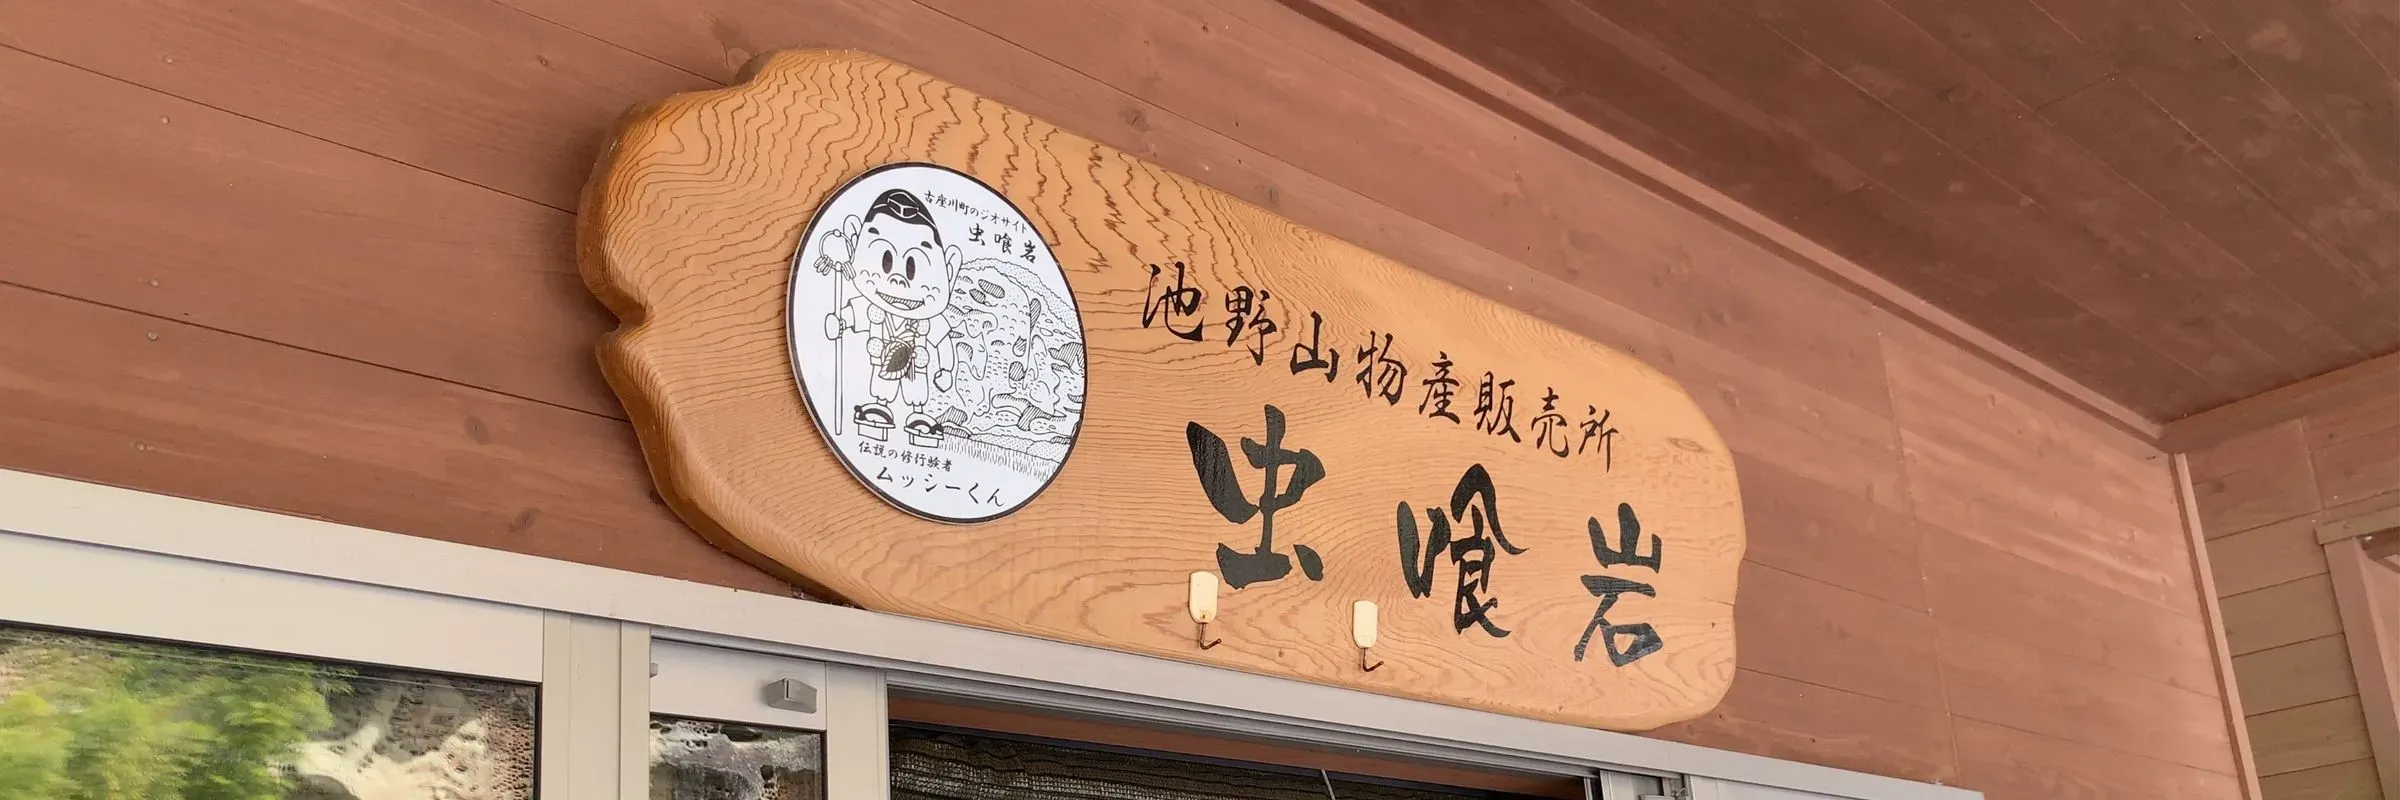 古座川町のジオサイト
虫喰岩
伝説の修行験者
ムッシーくん
池野山物産販売所
虫喰岩